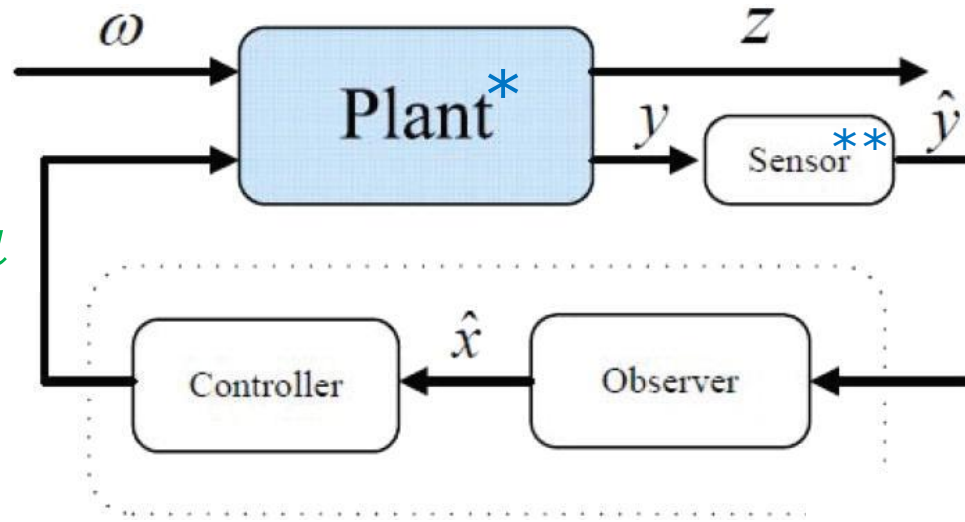 ω
z
Plant*
y
Sensor**
ŷ
x̂
Controller
Observer